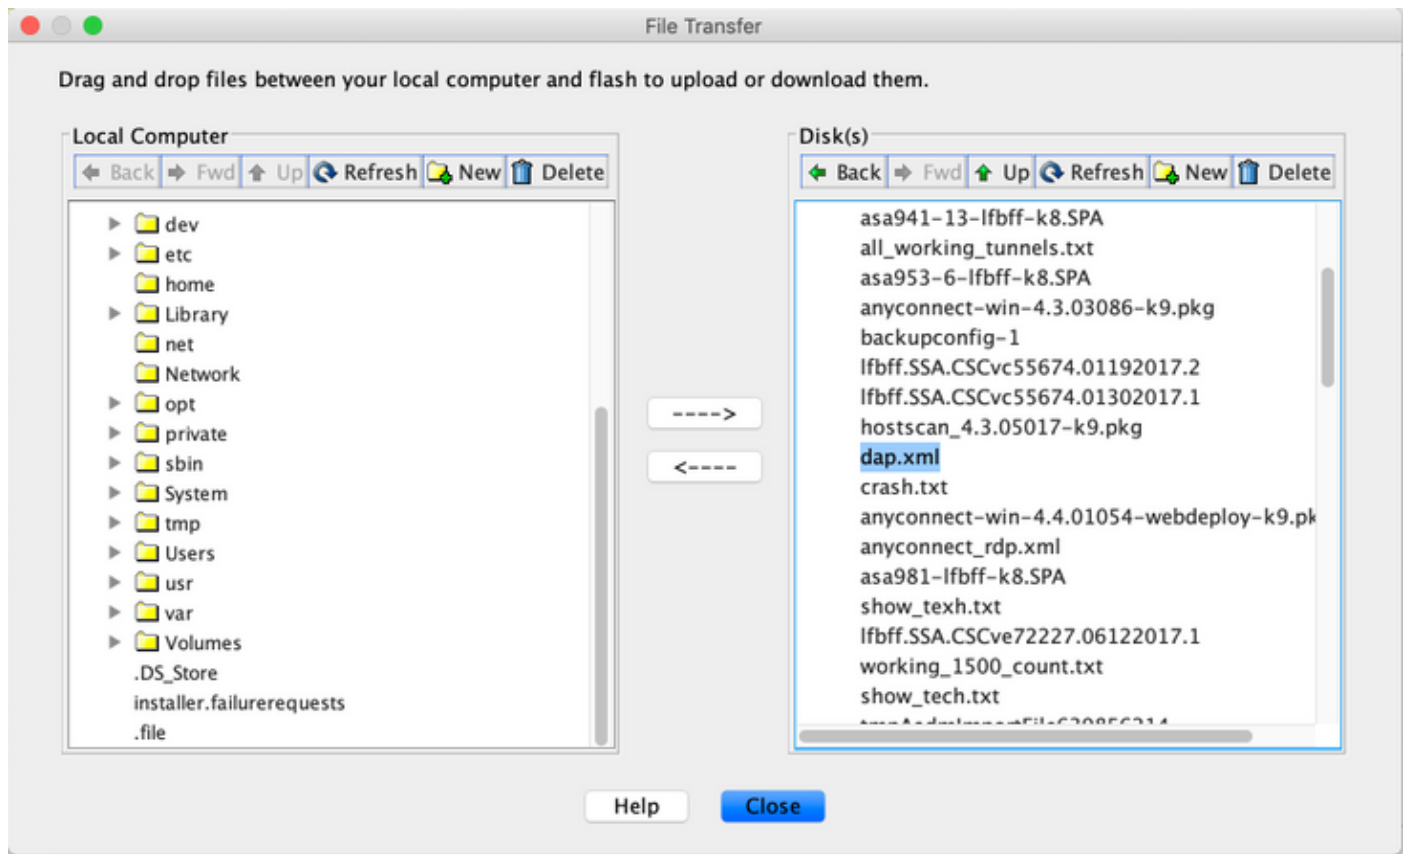 File Transfer
Drag and drop files between your local computer and flash to upload or download them.
Local Computer
Back Fwd Up Refresh New Delete
dev
etc
home
Library
net
Network
opt
private
sbin
System
tmp
Users
usr
var
Volumes
.DS_Store
installer.failurerequests
.file
---->
<----
Disk(s)
Back Fwd Up Refresh New Delete
asa941-13-lfbff-k8.SPA
all_working_tunnels.txt
asa953-6-lfbff-k8.SPA
anyconnect-win-4.3.03086-k9.pkg
backupconfig-1
lfbff.SSA.CSCvc55674.01192017.2
lfbff.SSA.CSCvc55674.01302017.1
hostscan_4.3.05017-k9.pkg
dap.xml
crash.txt
anyconnect-win-4.4.01054-webdeploy-k9.pk
anyconnect_rdp.xml
asa981-lfbff-k8.SPA
show_texh.txt
lfbff.SSA.CSCve72227.06122017.1
working_1500_count.txt
show_tech.txt
Help
Close